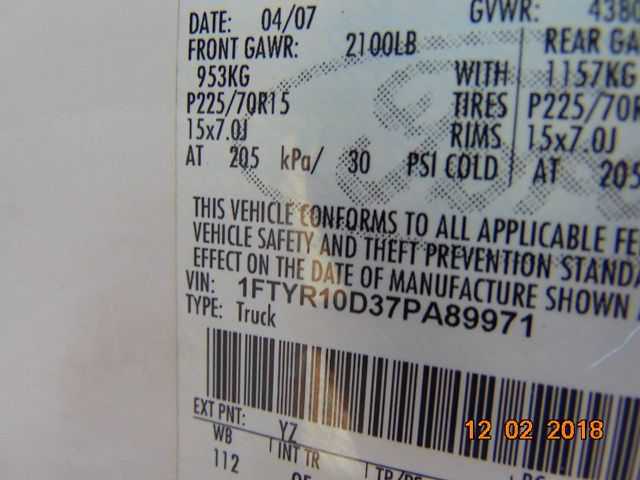 DATE: 04/07 GVWR: 4380
FRONT GAWR: 2100LB REAR GA
953KG WITH 1157KG
P225/70R15 TIRES P225/70R
15x7.0J RIMS 15x7.0J
AT 205 kPa/ 30 PSI COLD AT 205
THIS VEHICLE CONFORMS TO ALL APPLICABLE FE
VEHICLE SAFETY AND THEFT PREVENTION STAND
EFFECT ON THE DATE OF MANUFACTURE SHOWN
VIN: 1FTYR10D37PA89971
TYPE: Truck
EXT PNT: YZ
WB INT TR
112
12 02 2018